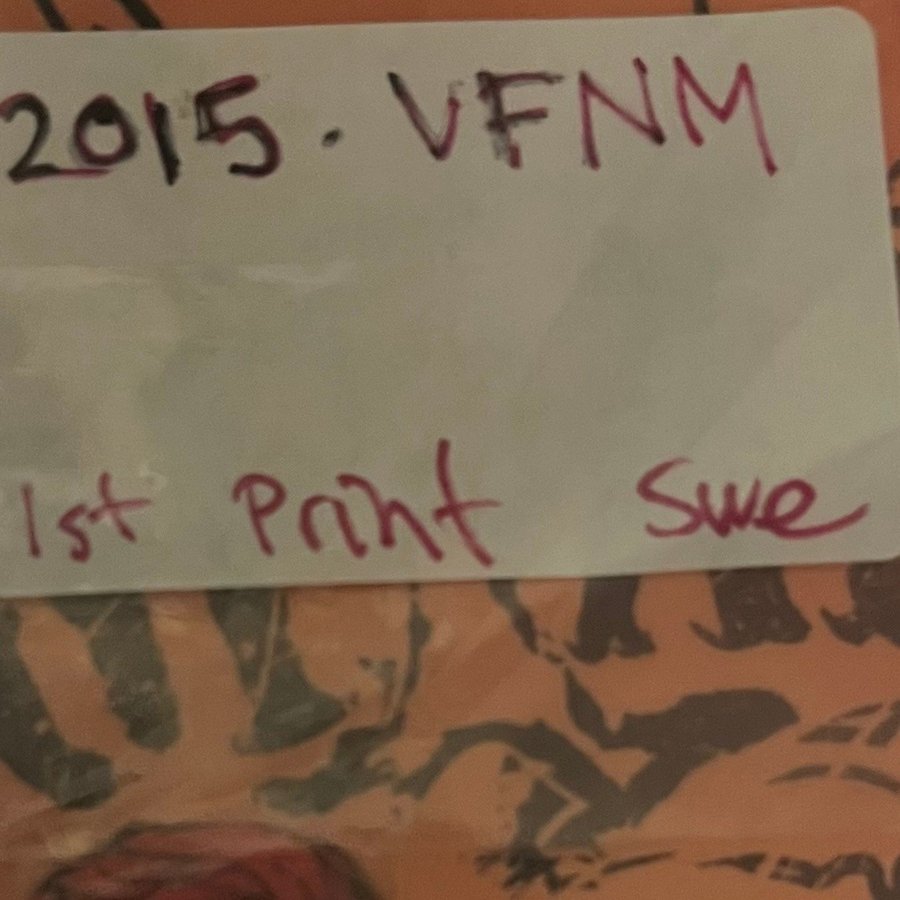 2015. VFNM
1st Print Swe